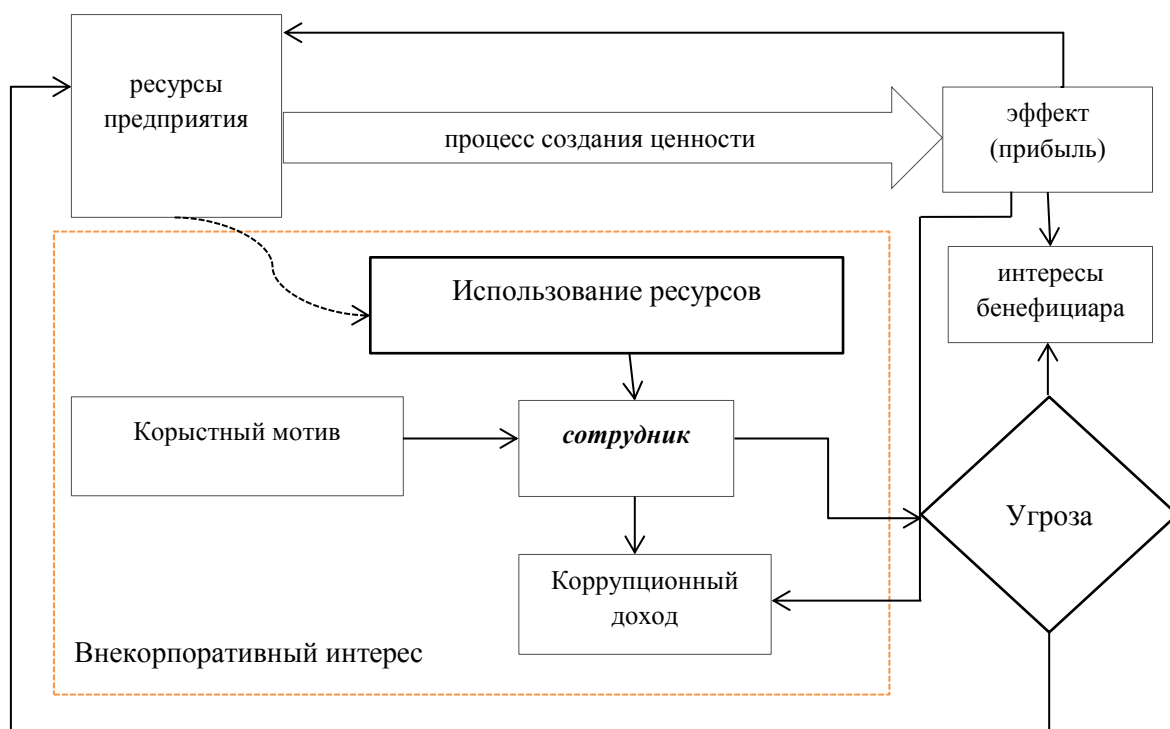 ресурсы
предприятия
процесс создания ценности
эффект
(прибыль)
Использование ресурсов
интересы
бенефициара
Корыстный мотив
сотрудник
Угроза
Коррупционный
доход
Внекорпоративный интерес